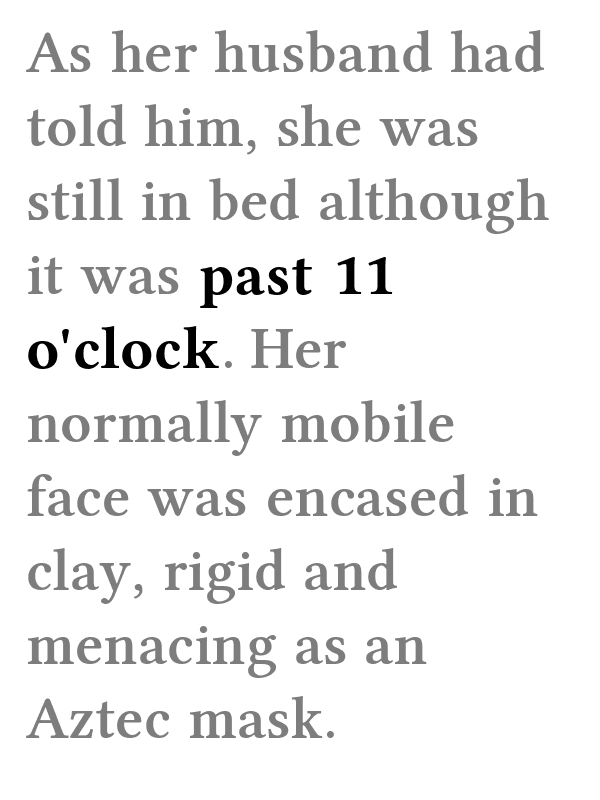 As her husband had
told him, she was
still in bed although
it was past 11
o'clock. Her
normally mobile
face was encased in
clay, rigid and
menacing as an
Aztec mask.